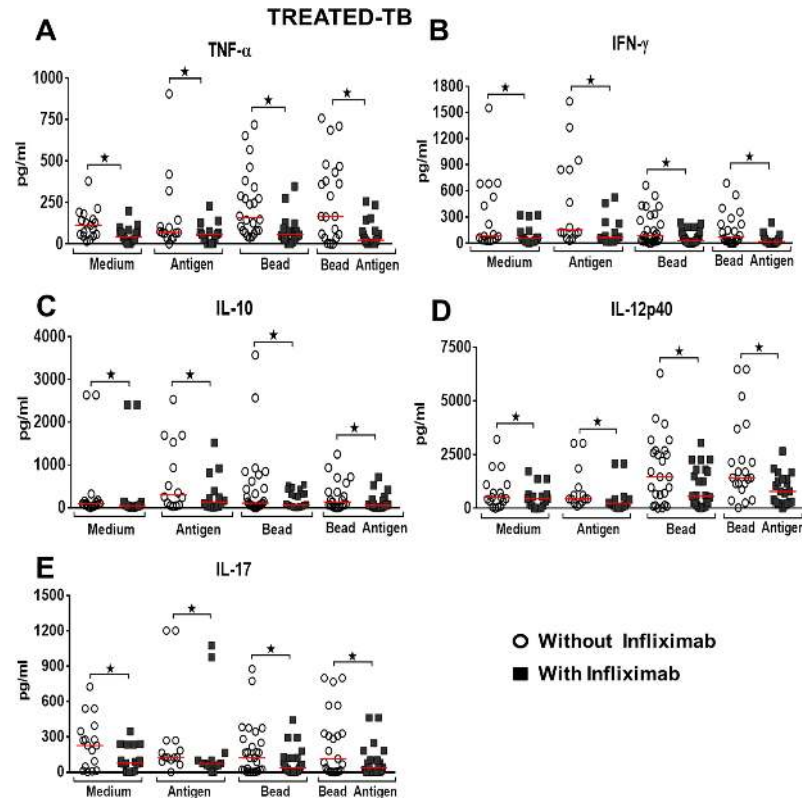 TREATED-TB
A
TNF-α
pg/ml
1000
750
500
250
0
★
★
★
★
Medium
Antigen
Bead
Bead Antigen
B
IFN-γ
pg/ml
1800
1500
1200
900
600
300
0
★
★
★
★
Medium
Antigen
Bead
Bead Antigen
C
IL-10
pg/ml
4000
3000
2000
1000
0
★
★
★
★
Medium
Antigen
Bead
Bead Antigen
D
IL-12p40
pg/ml
7500
5000
2500
0
★
★
★
★
Medium
Antigen
Bead
Bead Antigen
E
IL-17
pg/ml
1500
1200
900
600
300
0
★
★
★
★
Medium
Antigen
Bead
Bead Antigen
Without Infliximab
With Infliximab